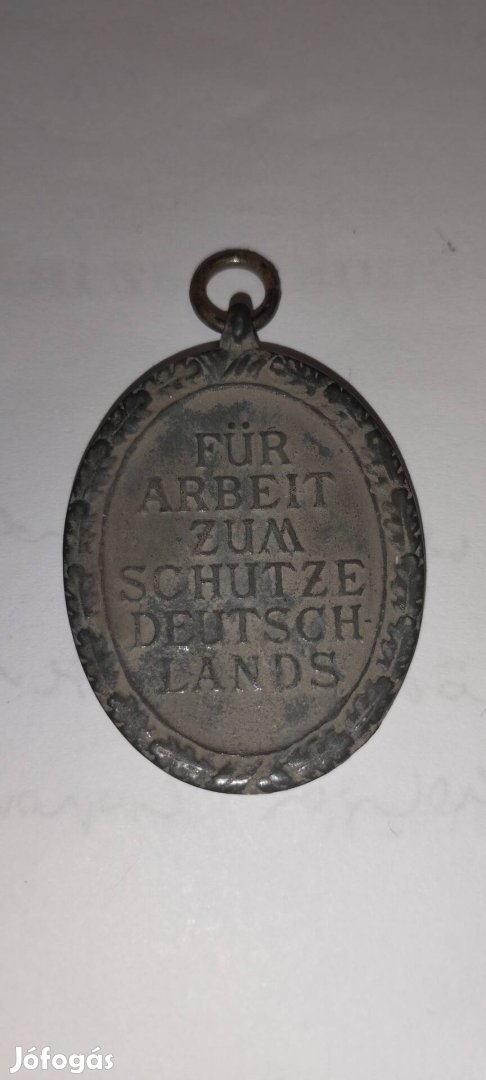 FÜR
ARBEIT
ZUM
SCHUTZE
DEUTSCH-
LANDS
Jófogás